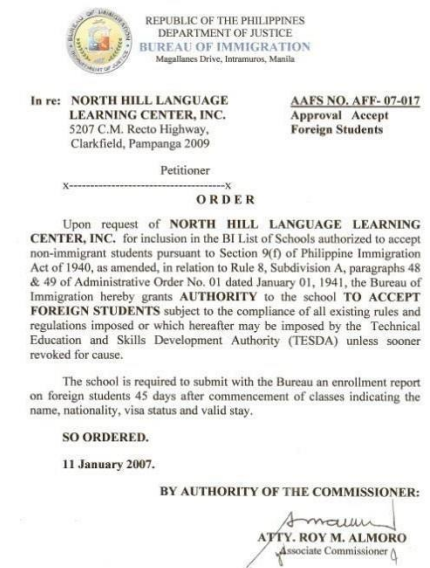 REPUBLIC OF THE PHILIPPINES
DEPARTMENT OF JUSTICE
BUREAU OF IMMIGRATION
Magallanes Drive, Intramuros, Manila
In re: NORTH HILL LANGUAGE
LEARNING CENTER, INC.
5207 C.M. Recto Highway,
Clarkfield, Pampanga 2009
AAFS NO. AFF- 07-017
Approval Accept
Foreign Students
Petitioner
x-------------------------------------x
O R D E R
Upon request of NORTH HILL LANGUAGE LEARNING
CENTER, INC. for inclusion in the BI List of Schools authorized to accept
non-immigrant students pursuant to Section 9(f) of Philippine Immigration
Act of 1940, as amended, in relation to Rule 8, Subdivision A, paragraphs 48
& 49 of Administrative Order No. 01 dated January 01, 1941, the Bureau of
Immigration hereby grants AUTHORITY to the school TO ACCEPT
FOREIGN STUDENTS subject to the compliance of all existing rules and
regulations imposed or which hereafter may be imposed by the Technical
Education and Skills Development Authority (TESDA) unless sooner
revoked for cause.
The school is required to submit with the Bureau an enrollment report
on foreign students 45 days after commencement of classes indicating the
name, nationality, visa status and valid stay.
SO ORDERED.
11 January 2007.
BY AUTHORITY OF THE COMMISSIONER:
ATTY. ROY M. ALMORO
Associate Commissioner